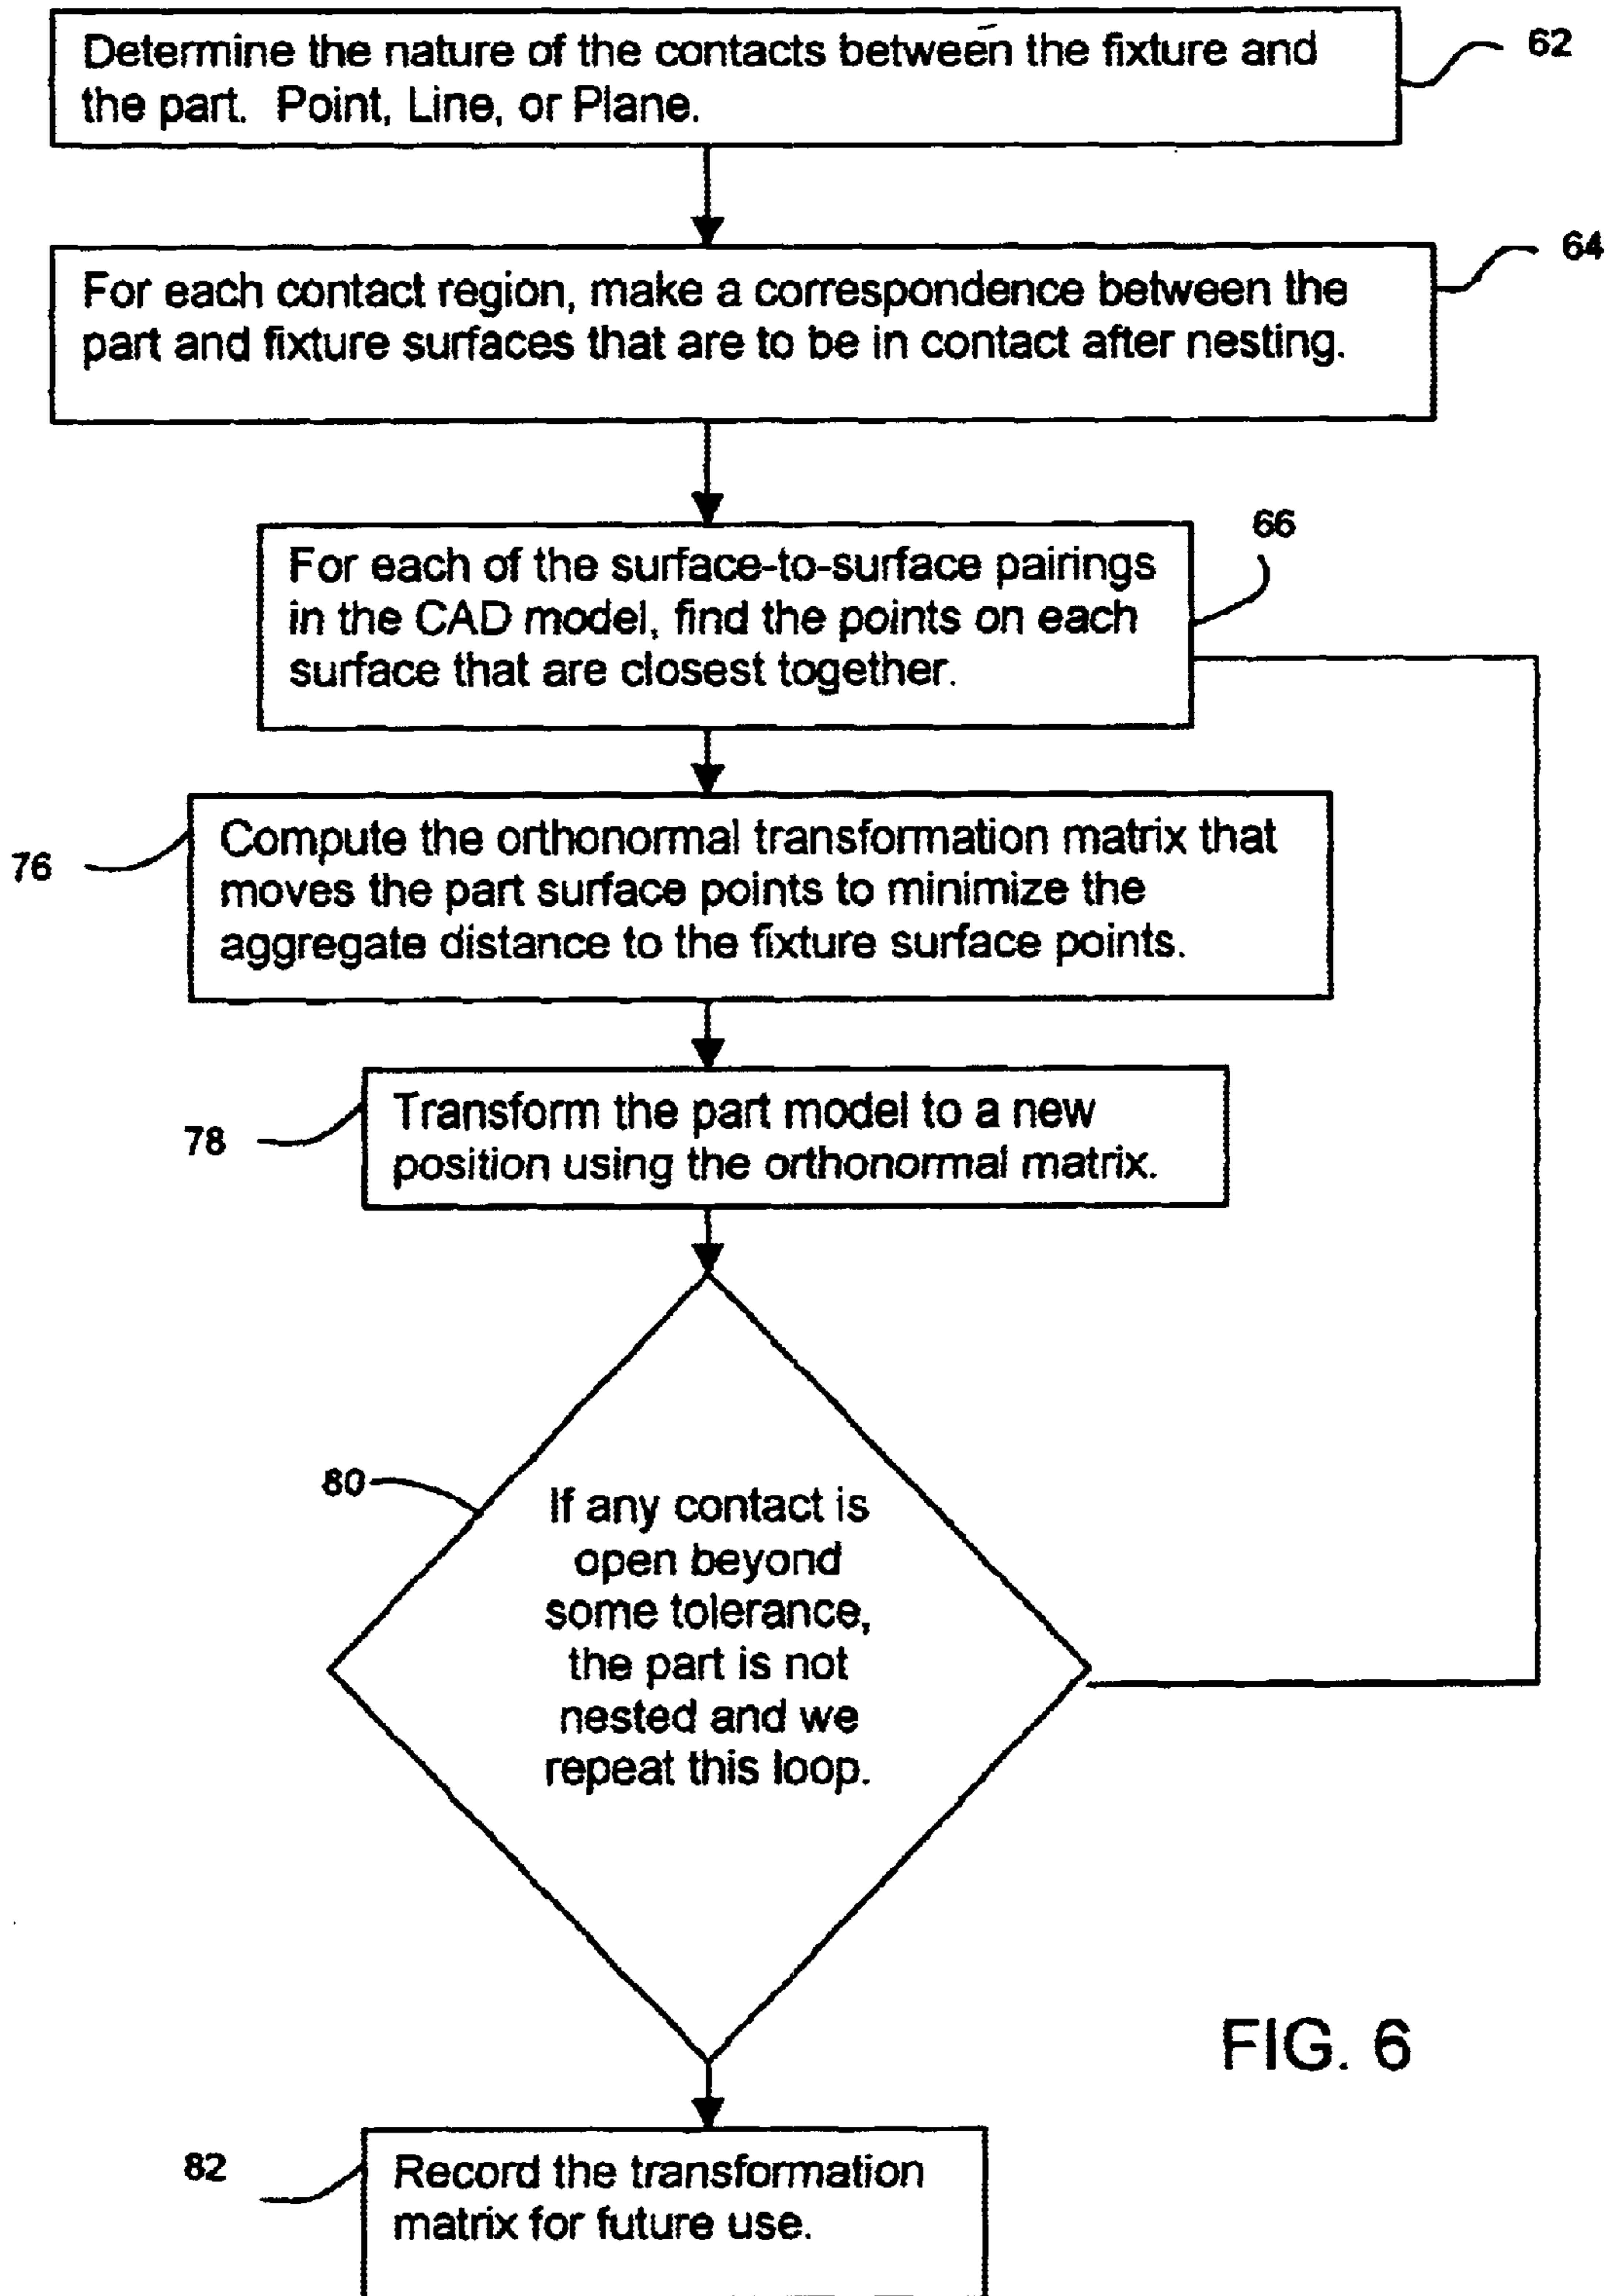 Determine the nature of the contacts between the fixture and
the part. Point, Line, or Plane.
62
For each contact region, make a correspondence between the
part and fixture surfaces that are to be in contact after nesting.
64
For each of the surface-to-surface pairings
in the CAD model, find the points on each
surface that are closest together.
66
76
Compute the orthonormal transformation matrix that
moves the part surface points to minimize the
aggregate distance to the fixture surface points.
78
Transform the part model to a new
position using the orthonormal matrix.
80
If any contact is
open beyond
some tolerance,
the part is not
nested and we
repeat this loop.
FIG. 6
82
Record the transformation
matrix for future use.